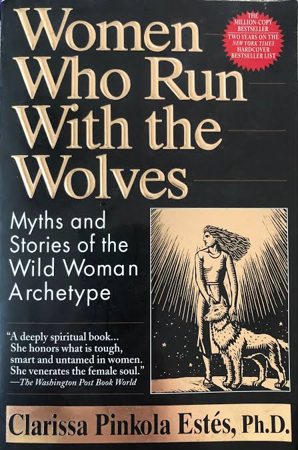 Women
Who Run
With the
Wolves
THE
MILLION-COPY
BESTSELLER
TWO YEARS ON THE
NEW YORK TIMES
HARDCOVER
BESTSELLER LIST
Myths and
Stories of the
Wild Woman
Archetype
“A deeply spiritual book...
She honors what is tough,
smart and untamed in women.
She venerates the female soul.”
—The Washington Post Book World
Clarissa Pinkola Estés, Ph.D.